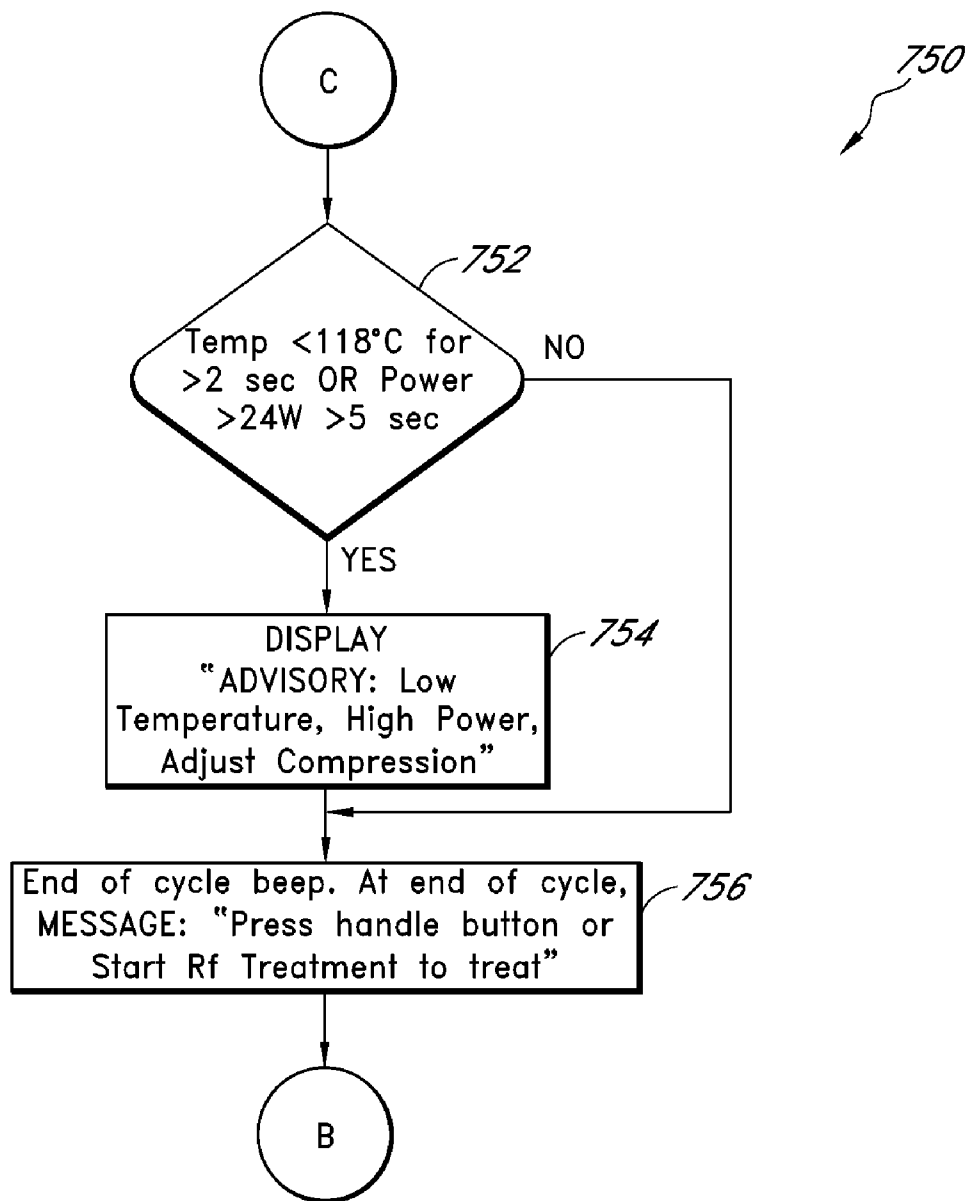 C
750
752
Temp <118°C for
>2 sec OR Power
>24W >5 sec
NO
YES
DISPLAY
“ADVISORY: Low
Temperature, High Power,
Adjust Compression”
754
End of cycle beep. At end of cycle,
MESSAGE: “Press handle button or
Start Rf Treatment to treat”
756
B